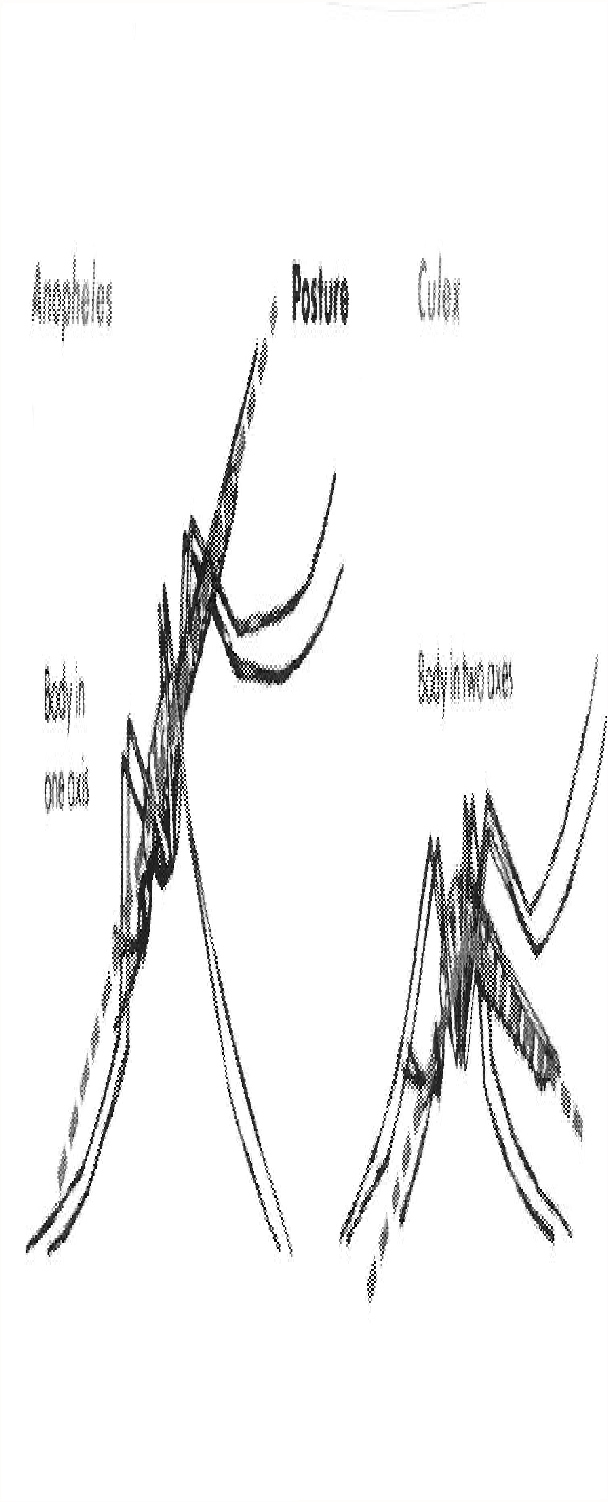 Anopheles Posture Culex
Body in two axes
Body in
one axis